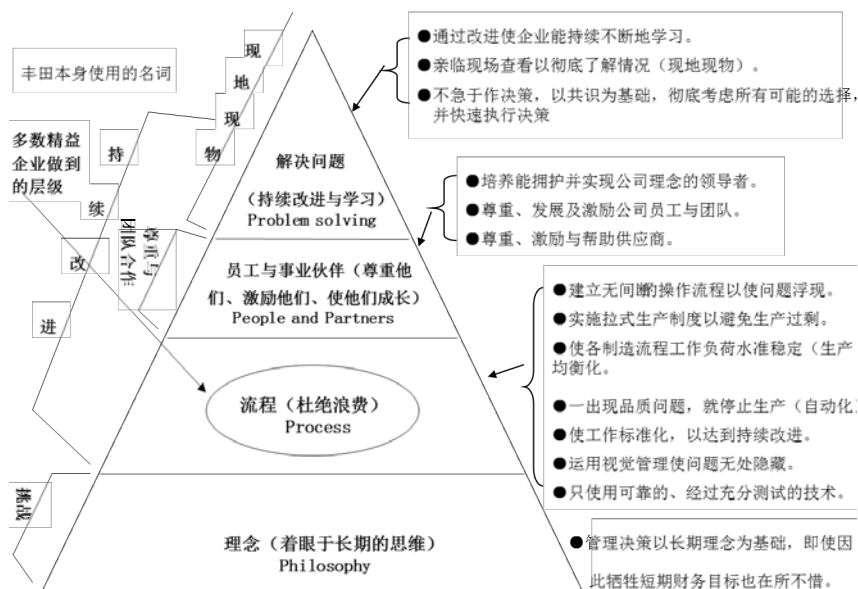 丰田本身使用的名词
现
地
现
物
多数精益
企业做到
的层级
持
续
改
进
尊重与
团队合作
挑战
解决问题
（持续改进与学习）
Problem solving
员工与事业伙伴（尊重他
们、激励他们、使他们成长）
People and Partners
流程（杜绝浪费）
Process
理念（着眼于长期的思维）
Philosophy
●通过改进使企业能持续不断地学习。
●亲临现场查看以彻底了解情况（现地现物）。
●不急于作决策，以共识为基础，彻底考虑所有可能的选择，
并快速执行决策
●培养能拥护并实现公司理念的领导者。
●尊重、发展及激励公司员工与团队。
●尊重、激励与帮助供应商。
●建立无间断的操作流程以使问题浮现。
●实施拉式生产制度以避免生产过剩。
●使各制造流程工作负荷水准稳定（生产
均衡化。
●一出现品质问题，就停止生产（自动化）
●使工作标准化，以达到持续改进。
●运用视觉管理使问题无处隐藏。
●只使用可靠的、经过充分测试的技术。
●管理决策以长期理念为基础，即使因
此牺牲短期财务目标也在所不惜。